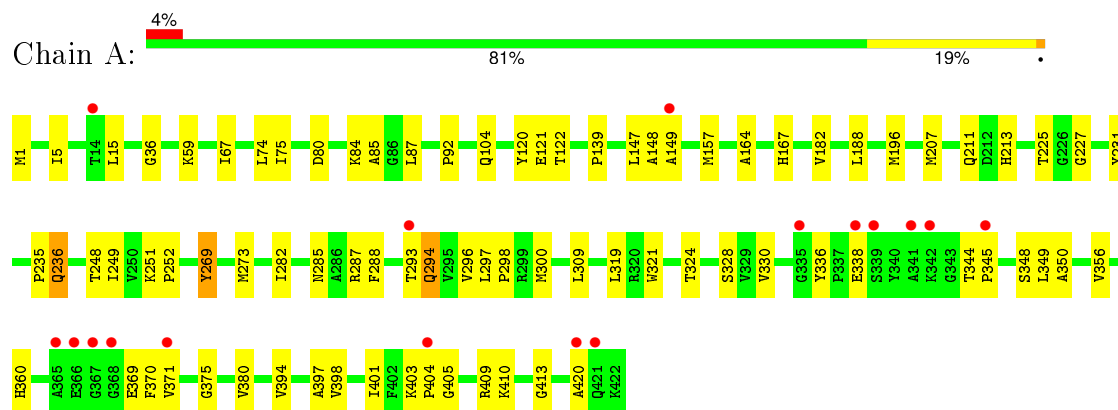 4%
Chain A:
81% 19% •
M1 I5 T14 L15 G36 K59 I67 L74 I75 D80 K84 A85 G86 L87 P92 Q104 Y120 E121 T122 P139 L147 A148 A149 M157 A164 H167 V182 L188 M196 M207 Q211 D212 H213 T225 G226 G227
P235 Q236 T248 I249 V250 K251 P252 Y269 M273 I282 N285 A286 R287 F288 T293 Q294 V295 V296 L297 P298 R299 M300 L309 L319 R320 W321 T324 S328 V329 V330 G335 Y336 P337 E338 S339 Y340 A341 K342 G343 T344 P345 S348 L349 A350 V356
H360 A365 E366 G367 G368 E369 F370 V371 G375 V380 V394 A397 V398 I401 F402 K403 P404 G405 R409 K410 G413 A420 Q421 K422